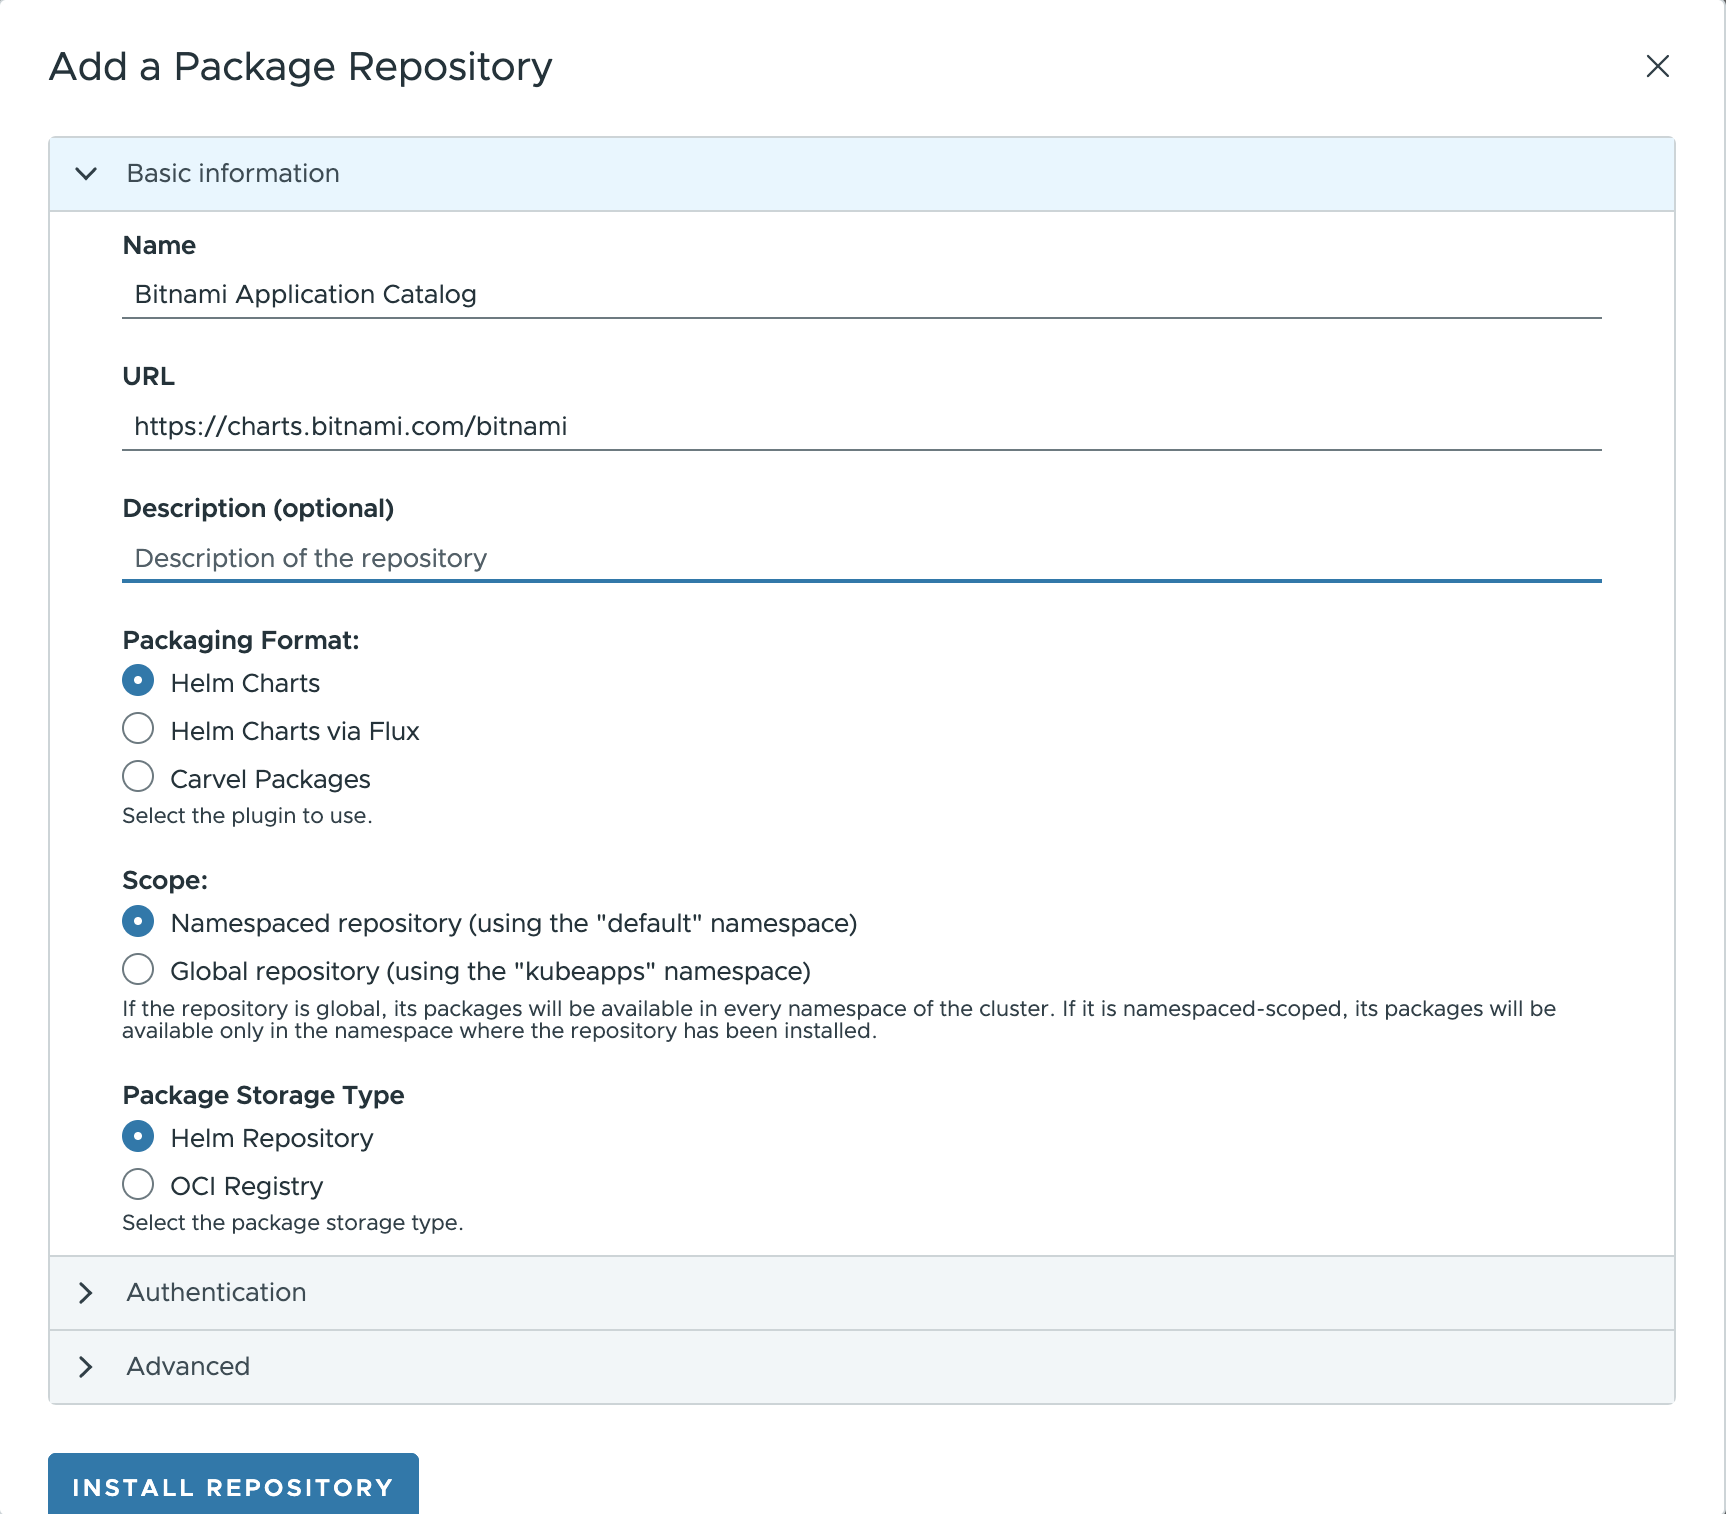 Add a Package Repository
Basic information
Name
Bitnami Application Catalog
URL
https://charts.bitnami.com/bitnami
Description (optional)
Description of the repository
Packaging Format:
Helm Charts
Helm Charts via Flux
Carvel Packages
Select the plugin to use.
Scope:
Namespaced repository (using the "default" namespace)
Global repository (using the "kubeapps" namespace)
If the repository is global, its packages will be available in every namespace of the cluster. If it is namespaced-scoped, its packages will be
available only in the namespace where the repository has been installed.
Package Storage Type
Helm Repository
OCI Registry
Select the package storage type.
Authentication
Advanced
INSTALL REPOSITORY